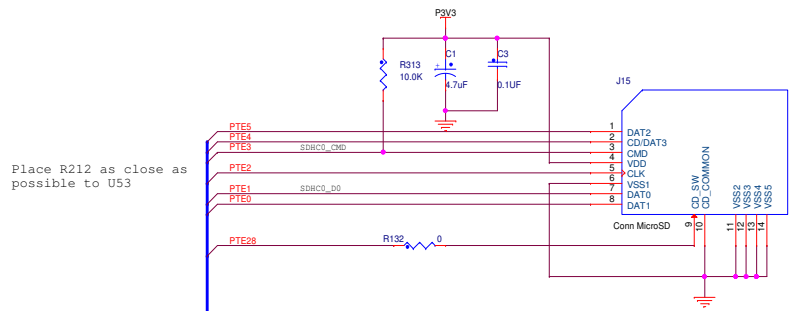 P3V3
C1
C3
R313
10.0K
+
4.7uF
0.1UF
J15
PTE5
1
DAT2
PTE4
2
CD/DAT3
PTE3
SDHC0_CMD
3
CMD
4
VDD
Place R212 as close as
possible to U53
PTE2
5
CLK
6
VSS1
PTE1
SDHC0_D0
7
DAT0
PTE0
8
DAT1
CD_SW
CD_COMMON
VSS2
VSS3
VSS4
VSS5
9
10
11
12
13
14
Conn MicroSD
PTE28
R132
0